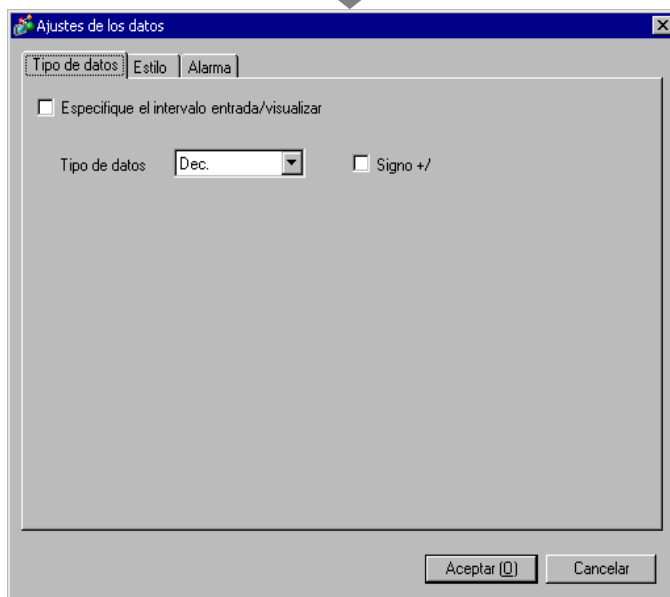 Ajustes de los datos
Tipo de datos Estilo Alarma
Especifique el intervalo entrada/visualizar
Tipo de datos Dec. Signo +/
Aceptar (O) Cancelar